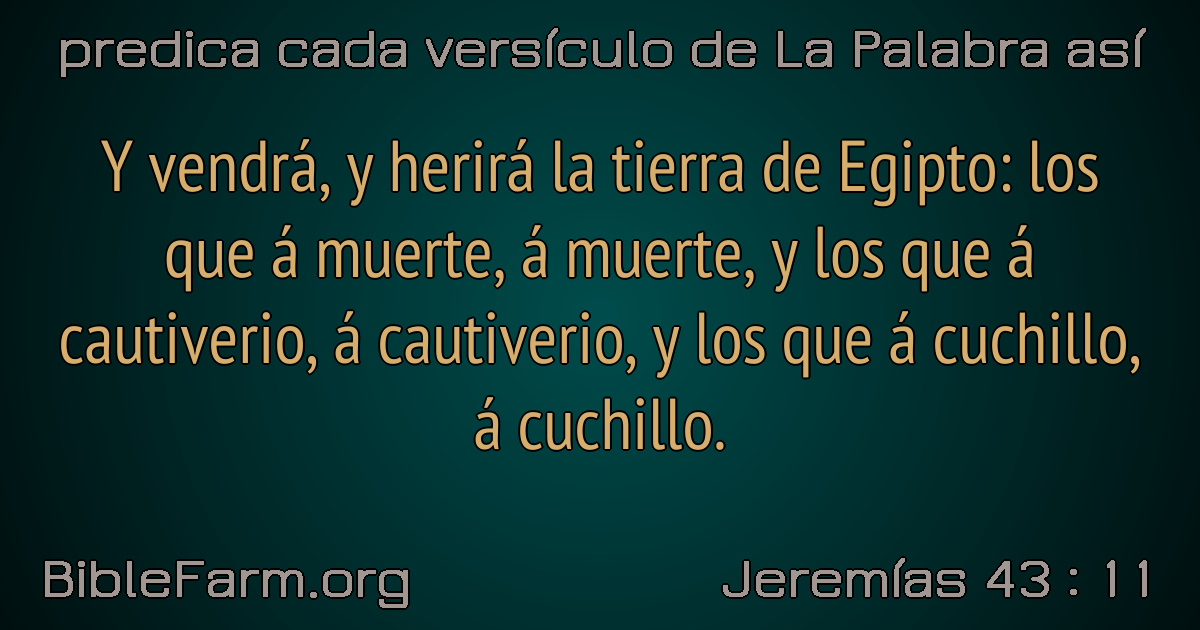 predica cada versículo de La Palabra así
Y vendrá, y herirá la tierra de Egipto: los
que á muerte, á muerte, y los que á
cautiverio, á cautiverio, y los que á cuchillo,
á cuchillo.
BibleFarm.org
Jeremías 43 : 11